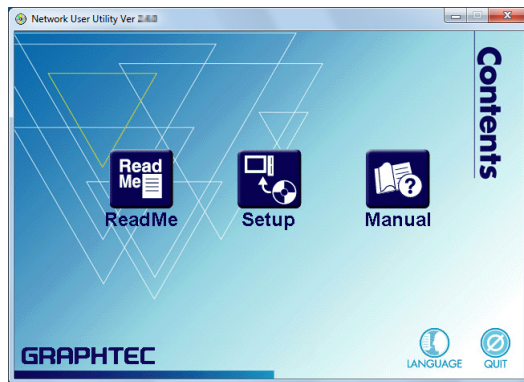 Network User Utility Ver
Contents
Read
Me
ReadMe
Setup
Manual
GRAPHTEC
LANGUAGE
QUIT